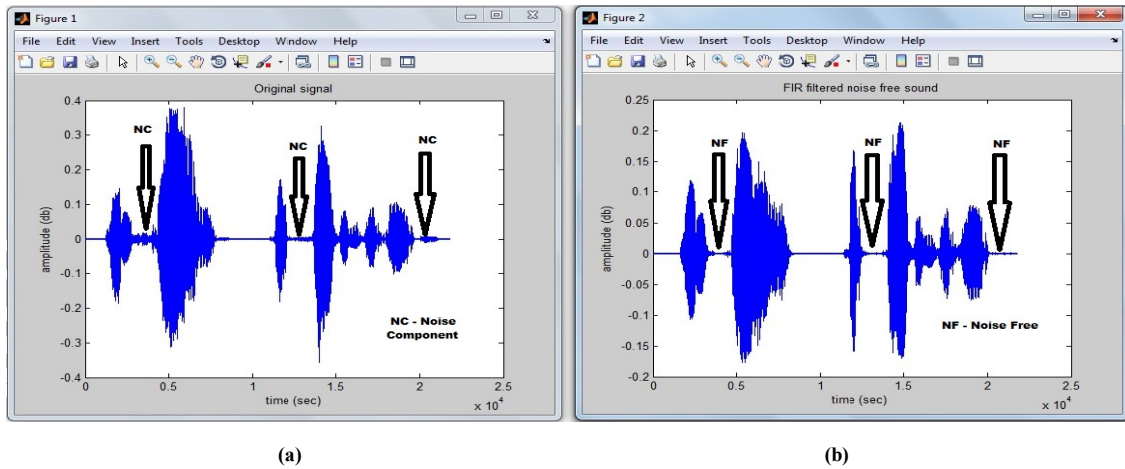 Figure 1
File Edit View Insert Tools Desktop Window Help
Original signal
0.4
0.3
0.2
0.1
0
-0.1
-0.2
-0.3
-0.4
amplitude (db)
NC
NC
NC
NC - Noise
Component
0 0.5 1 1.5 2 2.5
time (sec)
x 10^4
(a)
Figure 2
File Edit View Insert Tools Desktop Window Help
FIR filtered noise free sound
0.25
0.2
0.15
0.1
0.05
0
-0.05
-0.1
-0.15
-0.2
amplitude (db)
NF
NF
NF
NF - Noise Free
0 0.5 1 1.5 2 2.5
time (sec)
x 10^4
(b)